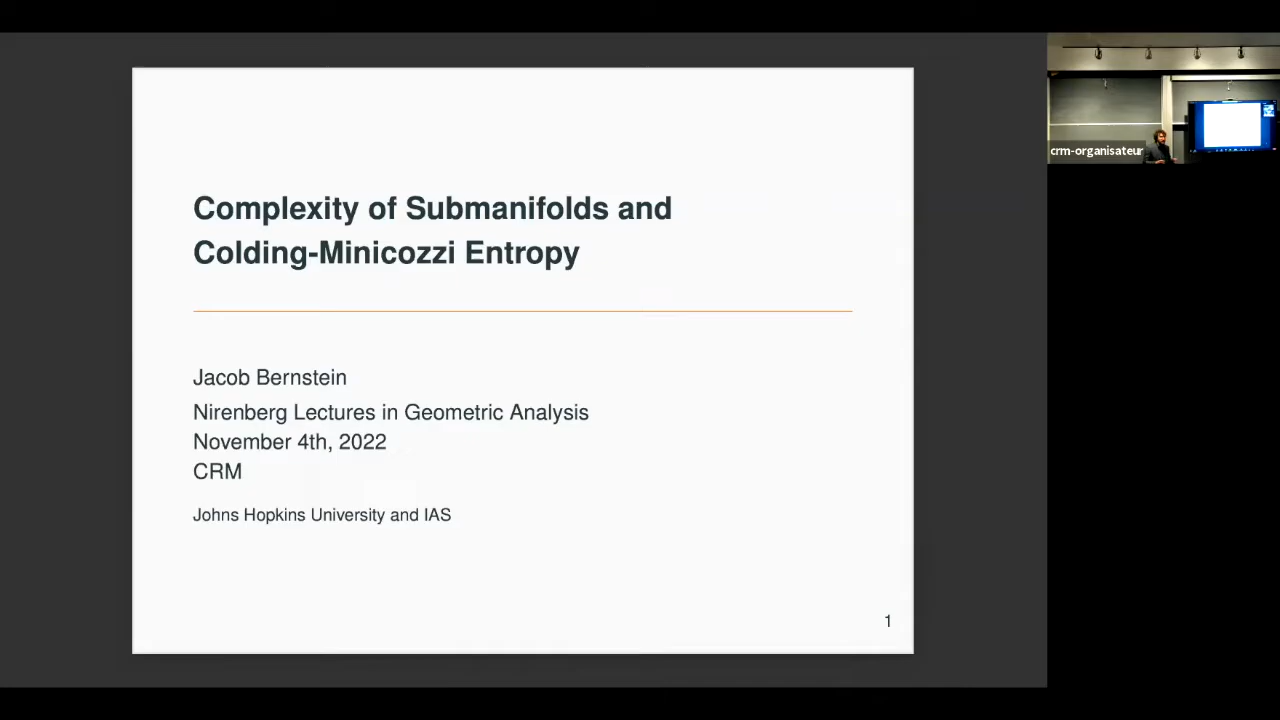 Complexity of Submanifolds and
Colding-Minicozzi Entropy
Jacob Bernstein
Nirenberg Lectures in Geometric Analysis
November 4th, 2022
CRM
Johns Hopkins University and IAS
1
crm-organisateur